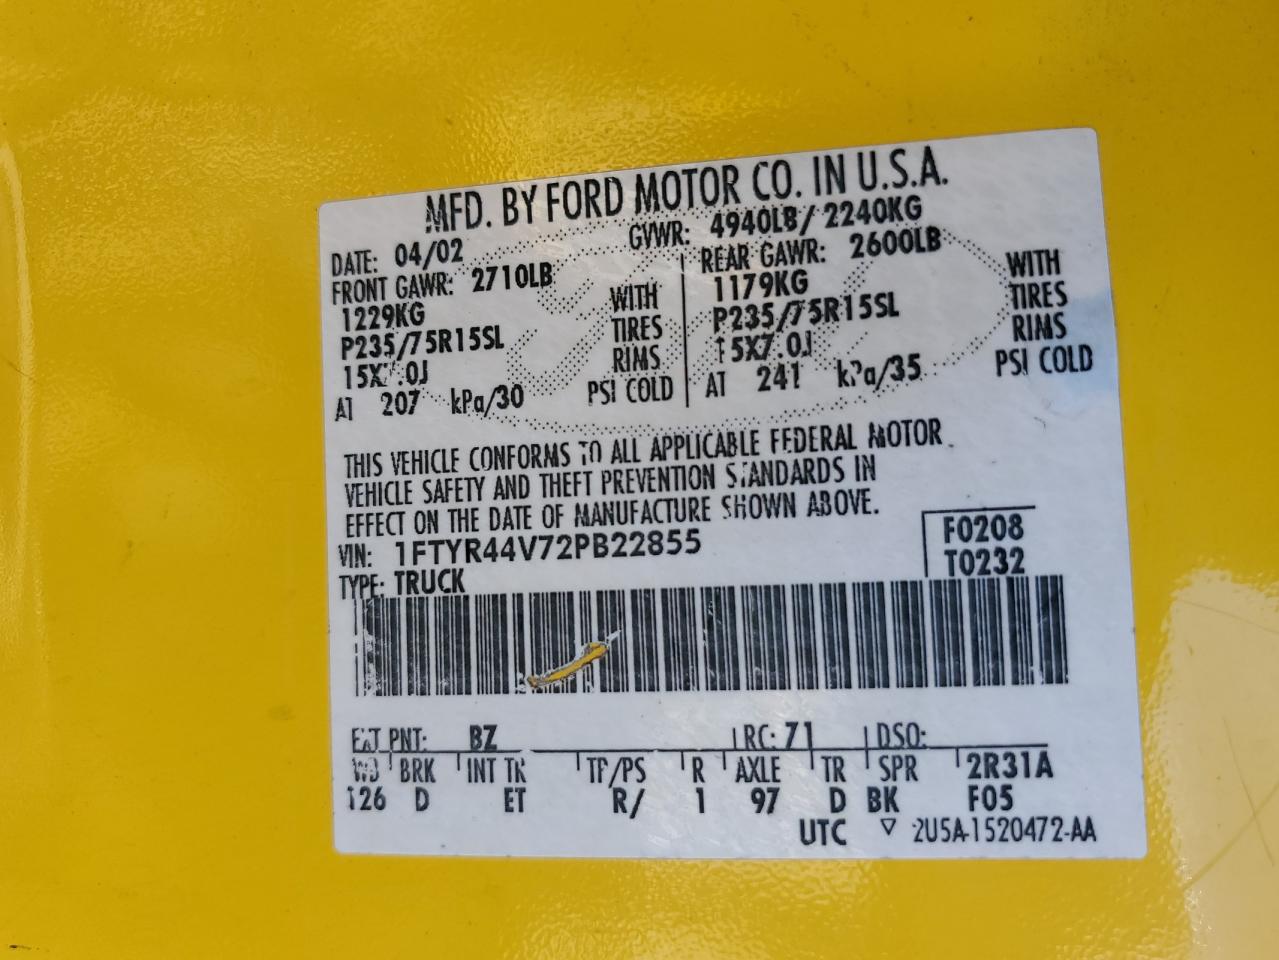 MFD. BY FORD MOTOR CO. IN U.S.A.
DATE: 04/02 GVWR: 4940LB/ 2240KG
FRONT GAWR: 2710LB REAR GAWR: 2600LB
1229KG WITH 1179KG WITH
P235/75R15SL TIRES P235/75R15SL TIRES
15X7.0J RIMS 15X7.0J RIMS
AT 207 kPa/30 PSI COLD AT 241 kPa/35 PSI COLD
THIS VEHICLE CONFORMS TO ALL APPLICABLE FEDERAL MOTOR
VEHICLE SAFETY AND THEFT PREVENTION STANDARDS IN
EFFECT ON THE DATE OF MANUFACTURE SHOWN ABOVE.
VIN: 1FTYR44V72PB22855 F0208
TYPE: TRUCK T0232
EXT PNT: BZ RC: 71 DSO:
WB BRK INT TR TP/PS R AXLE TR SPR 2R31A
126 D ET R/ 1 97 D BK F05
UTC ▽ 2U5A-1520472-AA